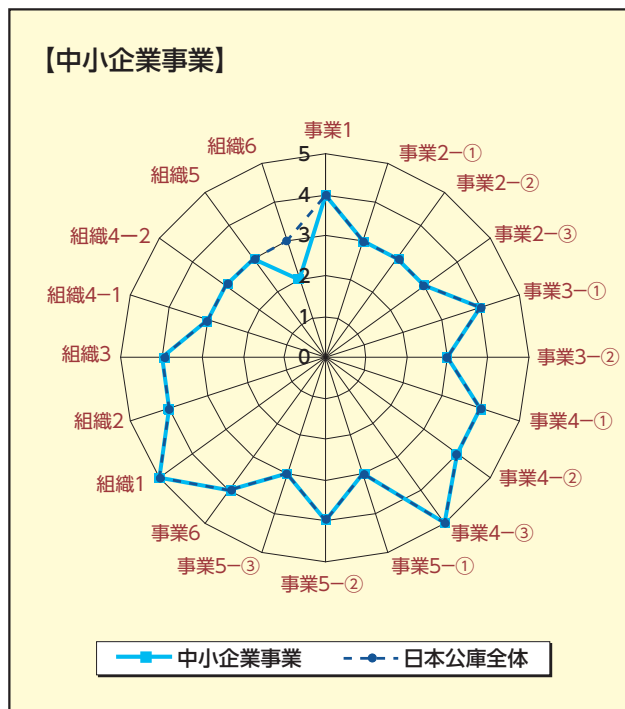 【中小企業事業】
事業1
事業2−①
事業2−②
事業2−③
事業3−①
事業3−②
事業4−①
事業4−②
事業4−③
事業5−①
事業5−②
事業5−③
事業6
組織1
組織2
組織3
組織4−1
組織4−2
組織5
組織6
5
4
3
2
1
0
中小企業事業
日本公庫全体